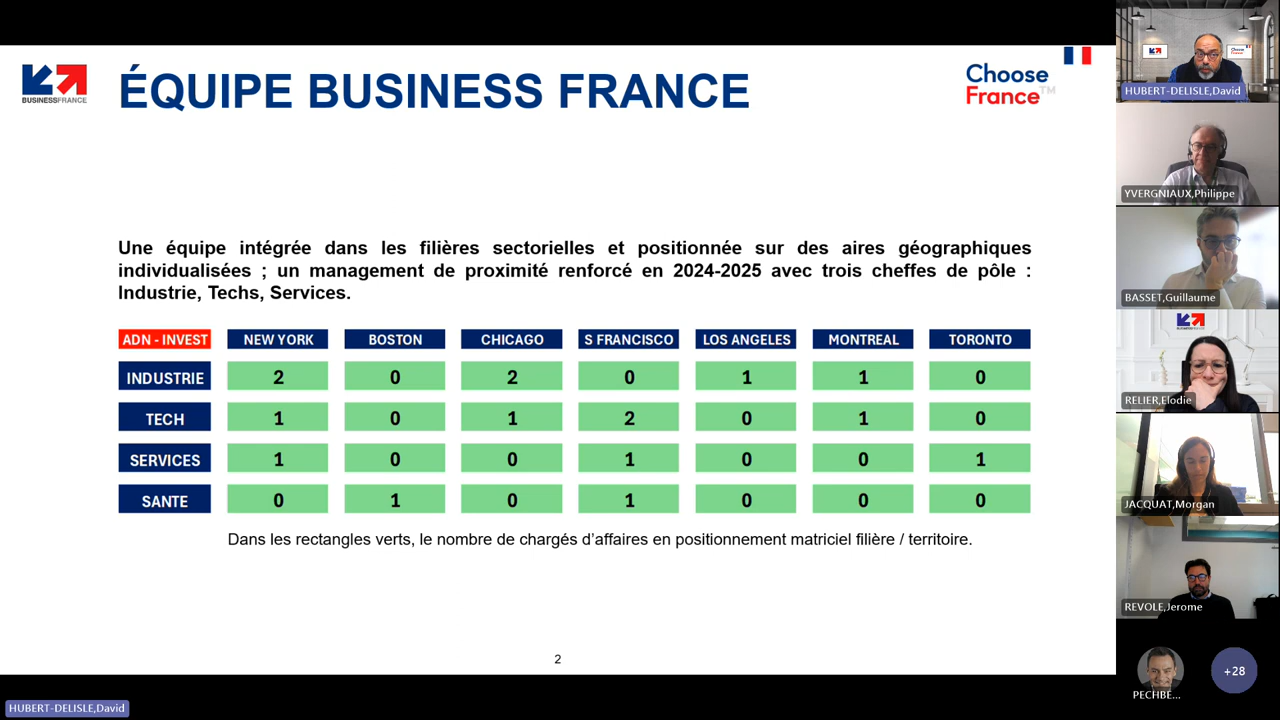 BUSINESSFRANCE
ÉQUIPE BUSINESS FRANCE
Choose
France™
Une équipe intégrée dans les filières sectorielles et positionnée sur des aires géographiques
individualisées ; un management de proximité renforcé en 2024-2025 avec trois cheffes de pôle :
Industrie, Techs, Services.
ADN - INVEST NEW YORK BOSTON CHICAGO S FRANCISCO LOS ANGELES MONTREAL TORONTO
INDUSTRIE 2 0 2 0 1 1 0
TECH 1 0 1 2 0 1 0
SERVICES 1 0 0 1 0 0 1
SANTE 0 1 0 1 0 0 0
Dans les rectangles verts, le nombre de chargés d'affaires en positionnement matriciel filière / territoire.
2
HUBERT-DELISLE,David
HUBERT-DELISLE,David
YVERGNIAUX,Philippe
BASSET,Guillaume
RELIER,Elodie
JACQUAT,Morgan
REVOLE,Jerome
PECHBE...
+28